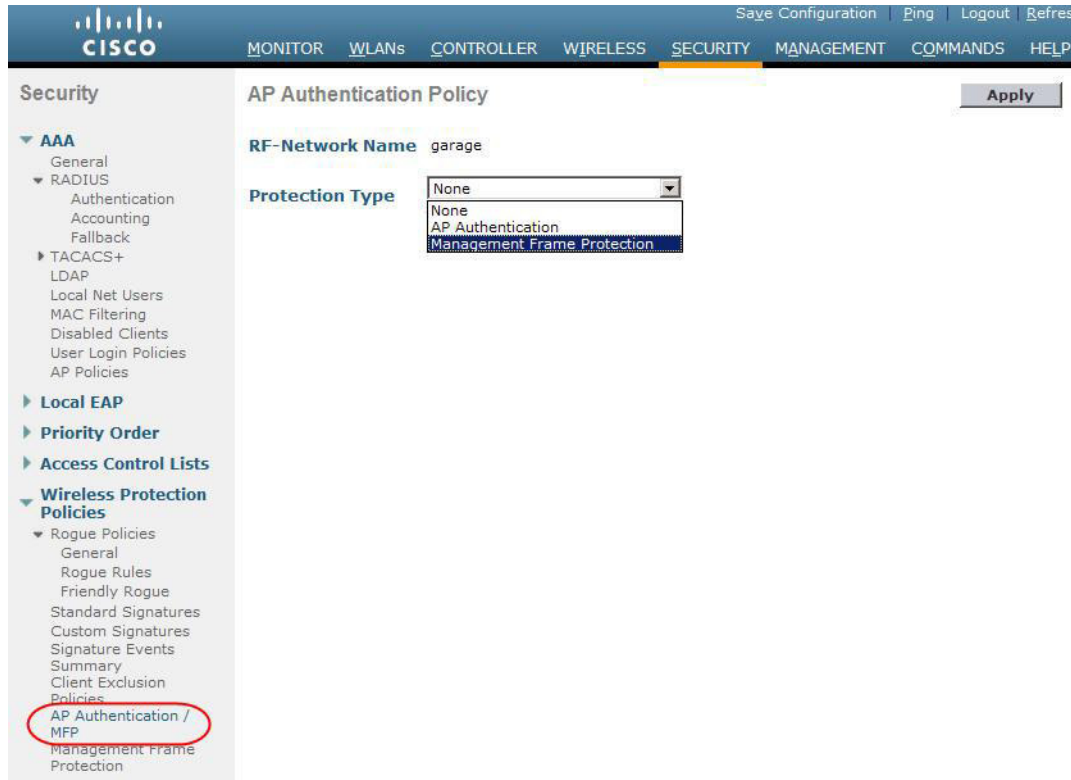 Save Configuration | Ping | Logout | Refres
CISCO
MONITOR WLANs CONTROLLER WIRELESS SECURITY MANAGEMENT COMMANDS HELP
Security
AAA
General
RADIUS
Authentication
Accounting
Fallback
TACACS+
LDAP
Local Net Users
MAC Filtering
Disabled Clients
User Login Policies
AP Policies
Local EAP
Priority Order
Access Control Lists
Wireless Protection
Policies
Rogue Policies
General
Rogue Rules
Friendly Rogue
Standard Signatures
Custom Signatures
Signature Events
Summary
Client Exclusion
Policies
AP Authentication /
MFP
Management Frame
Protection
AP Authentication Policy
Apply
RF-Network Name garage
Protection Type None
None
AP Authentication
Management Frame Protection